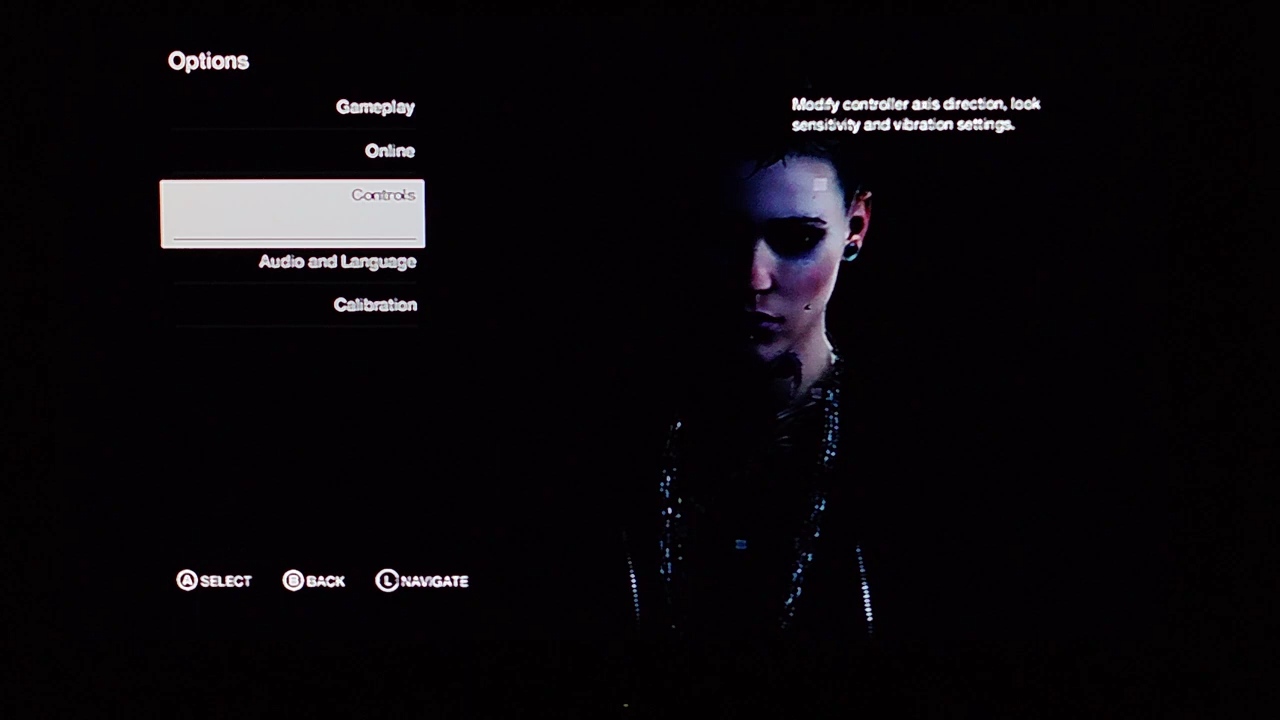 Options
Gameplay
Online
Controls
Audio and Language
Calibration
Modify controller axis direction, look
sensitivity and vibration settings.
A SELECT B BACK L NAVIGATE